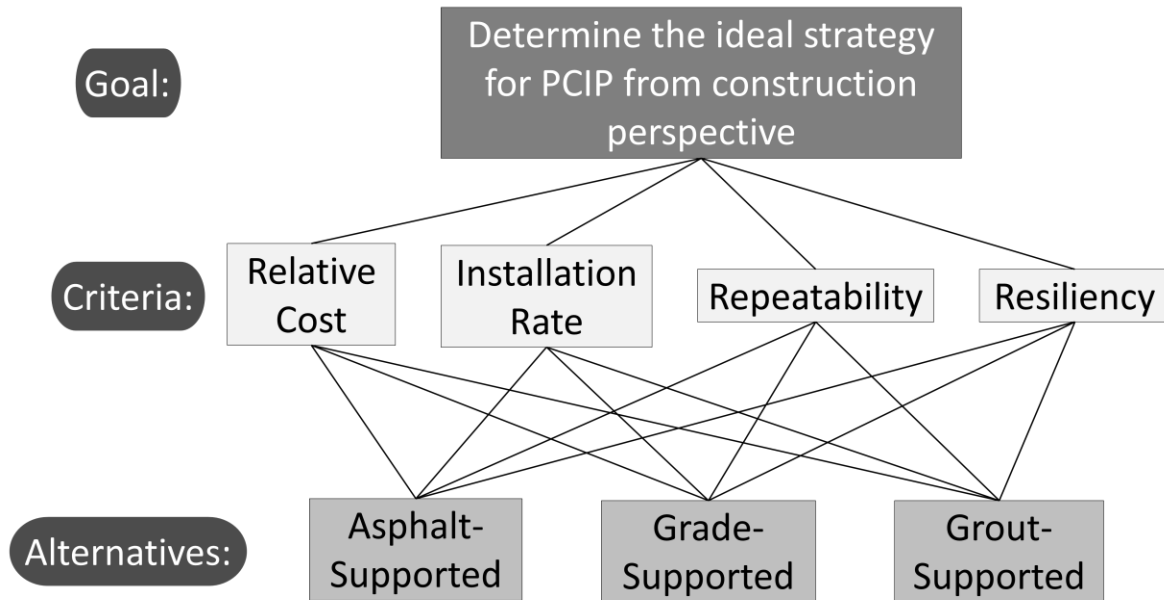 Goal:
Determine the ideal strategy
for PCIP from construction
perspective
Criteria:
Relative
Cost
Installation
Rate
Repeatability
Resiliency
Alternatives:
Asphalt-
Supported
Grade-
Supported
Grout-
Supported